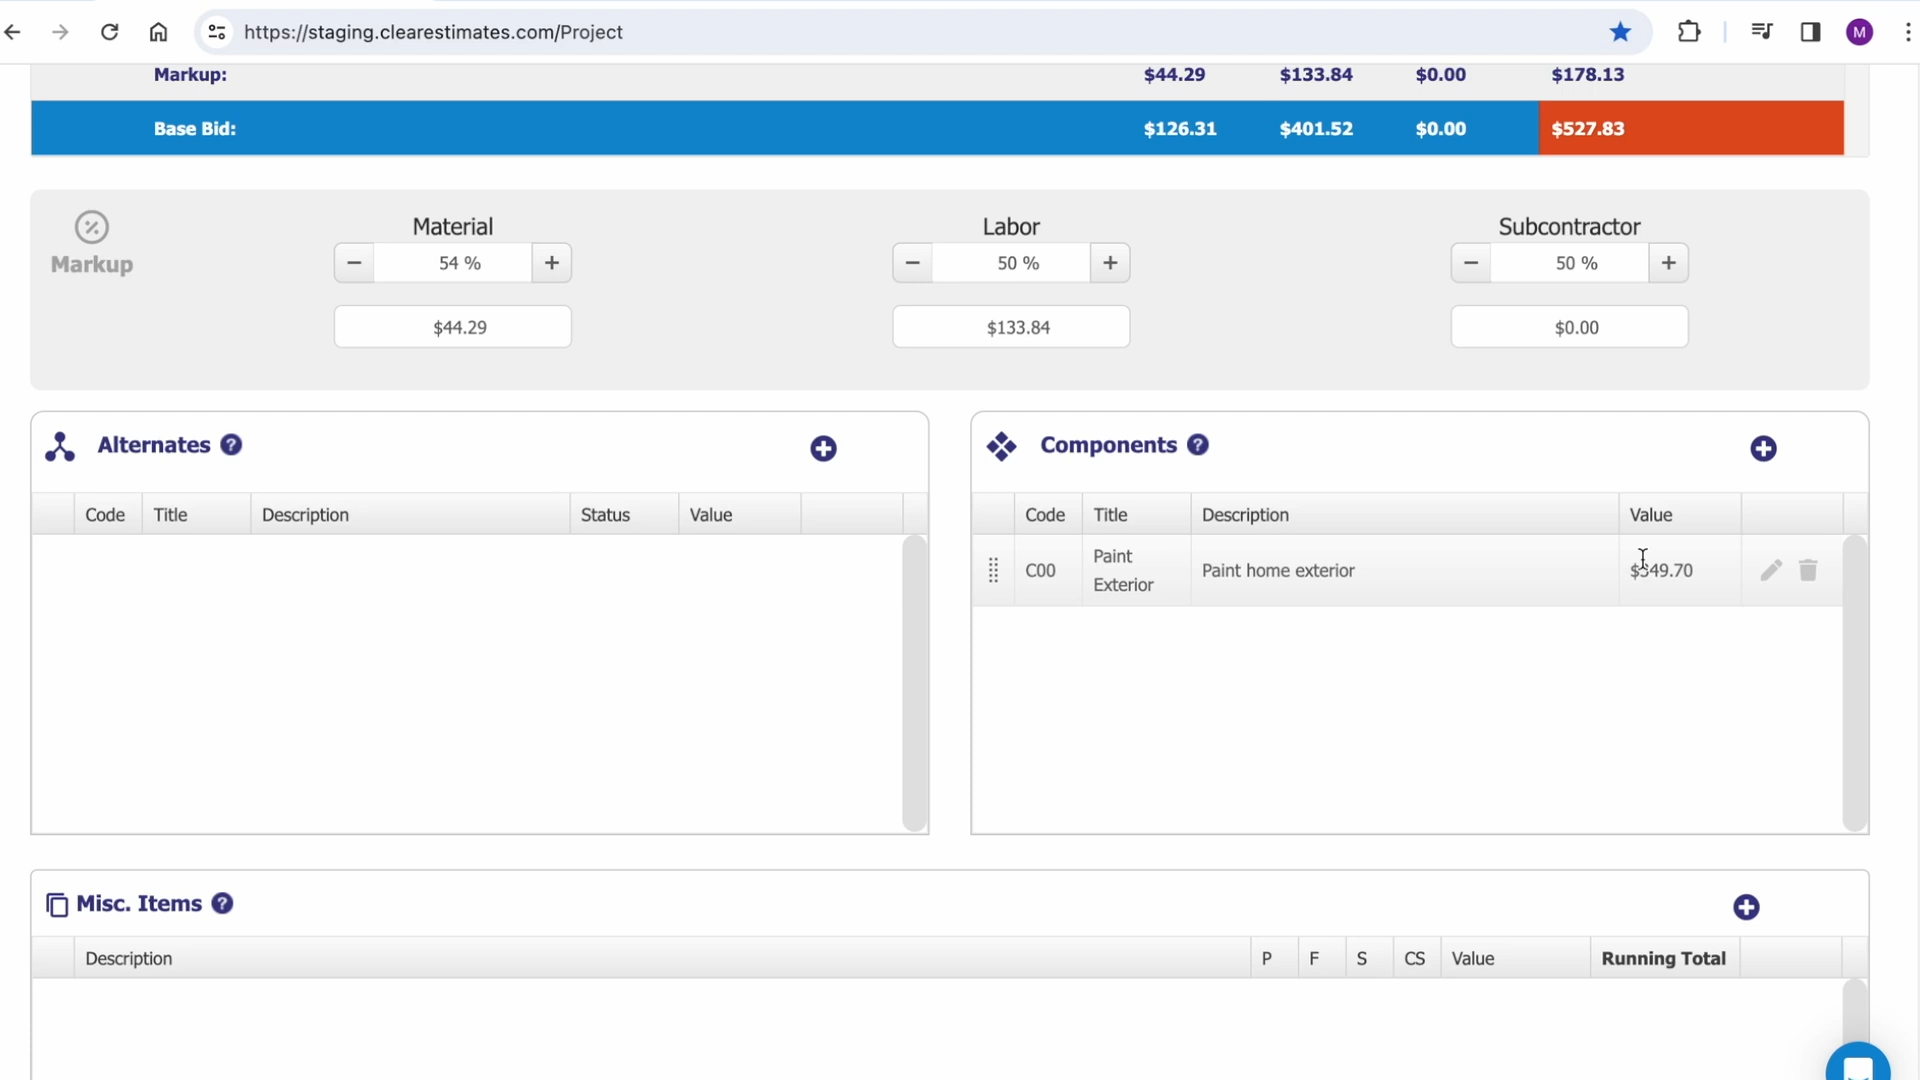 https://staging.clearestimates.com/Project
M
Markup: $44.29 $133.84 $0.00 $178.13
Base Bid: $126.31 $401.52 $0.00 $527.83
Markup
Material Labor Subcontractor
54 % 50 % 50 %
$44.29 $133.84 $0.00
Alternates
Code Title Description Status Value
Components
Code Title Description Value
C00 Paint Exterior Paint home exterior
Misc. Items
Description P F S CS Value Running Total